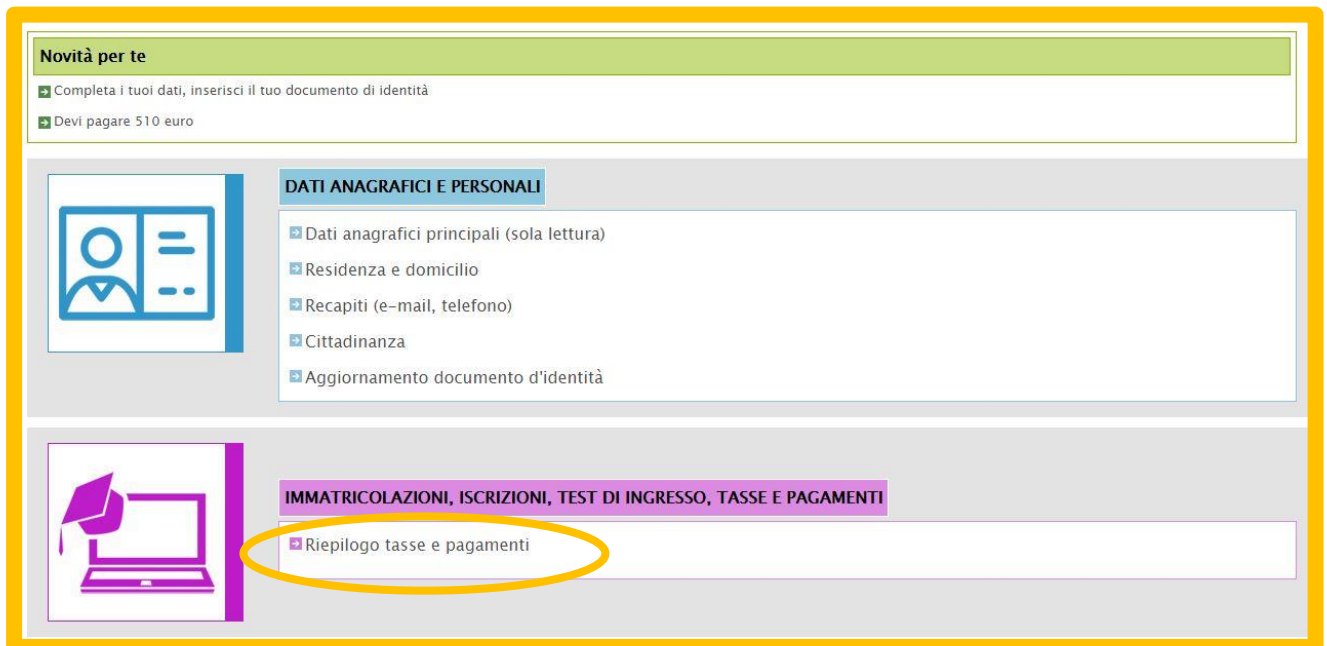 Novità per te
Completa i tuoi dati, inserisci il tuo documento di identità
Devi pagare 510 euro
DATI ANAGRAFICI E PERSONALI
Dati anagrafici principali (sola lettura)
Residenza e domicilio
Recapiti (e-mail, telefono)
Cittadinanza
Aggiornamento documento d'identità
IMMATRICOLAZIONI, ISCRIZIONI, TEST DI INGRESSO, TASSE E PAGAMENTI
Riepilogo tasse e pagamenti